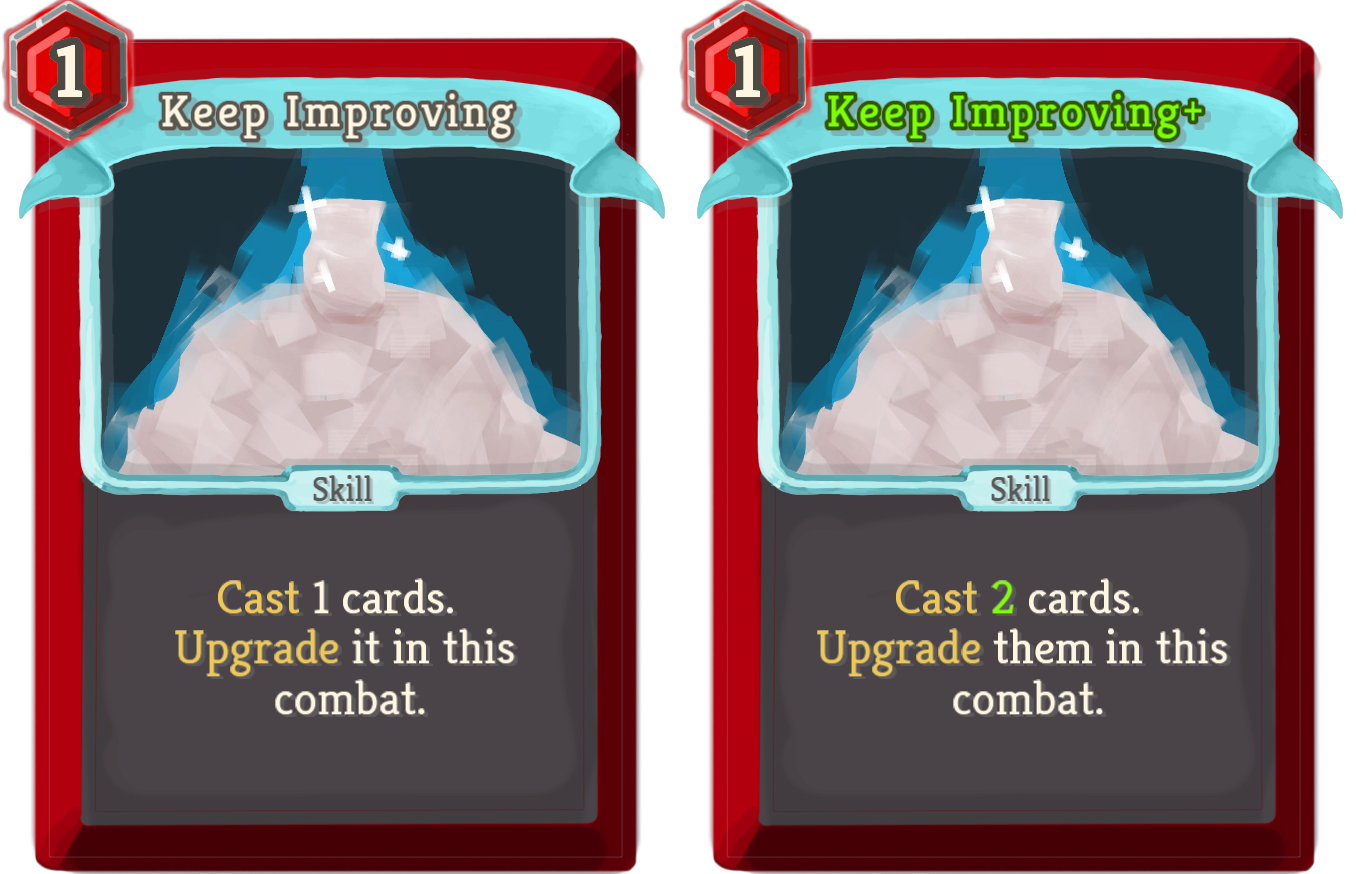 1
Keep Improving
Skill
Cast 1 cards.
Upgrade it in this
combat.
1
Keep Improving+
Skill
Cast 2 cards.
Upgrade them in this
combat.